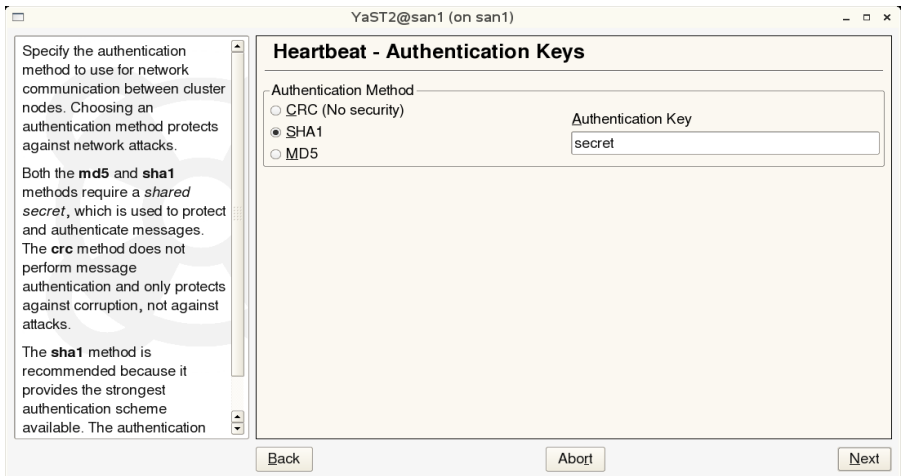 YaST2@san1 (on san1)
Specify the authentication
method to use for network
communication between cluster
nodes. Choosing an
authentication method protects
against network attacks.
Both the md5 and sha1
methods require a shared
secret, which is used to protect
and authenticate messages.
The crc method does not
perform message
authentication and only protects
against corruption, not against
attacks.
The sha1 method is
recommended because it
provides the strongest
authentication scheme
available. The authentication
Heartbeat - Authentication Keys
Authentication Method
CRC (No security)
SHA1
MD5
Authentication Key
secret
Back
Abort
Next